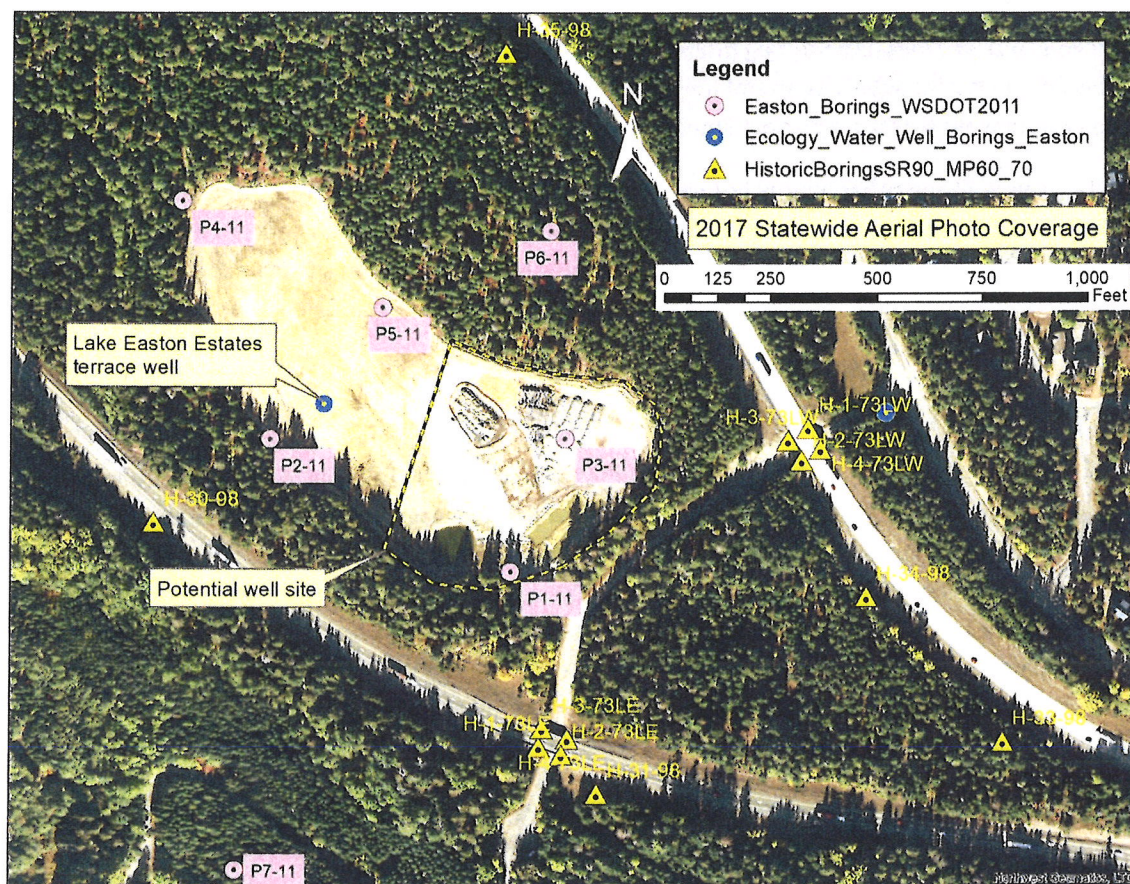 H-35-98
Legend
Easton_Borings_WSDOT2011
Ecology_Water_Well_Borings_Easton
HistoricBoringsSR90_MP60_70
N
2017 Statewide Aerial Photo Coverage
0 125 250 500 750 1,000
Feet
P4-11
P6-11
P5-11
Lake Easton Estates
terrace well
H-3-73LW
H-1-73LW
H-2-73LW
H-4-73LW
P2-11
P3-11
H-30-98
Potential well site
P1-11
H-34-98
H-3-73LE
H-2-73LE
H-33-98
H-31-98
P7-11